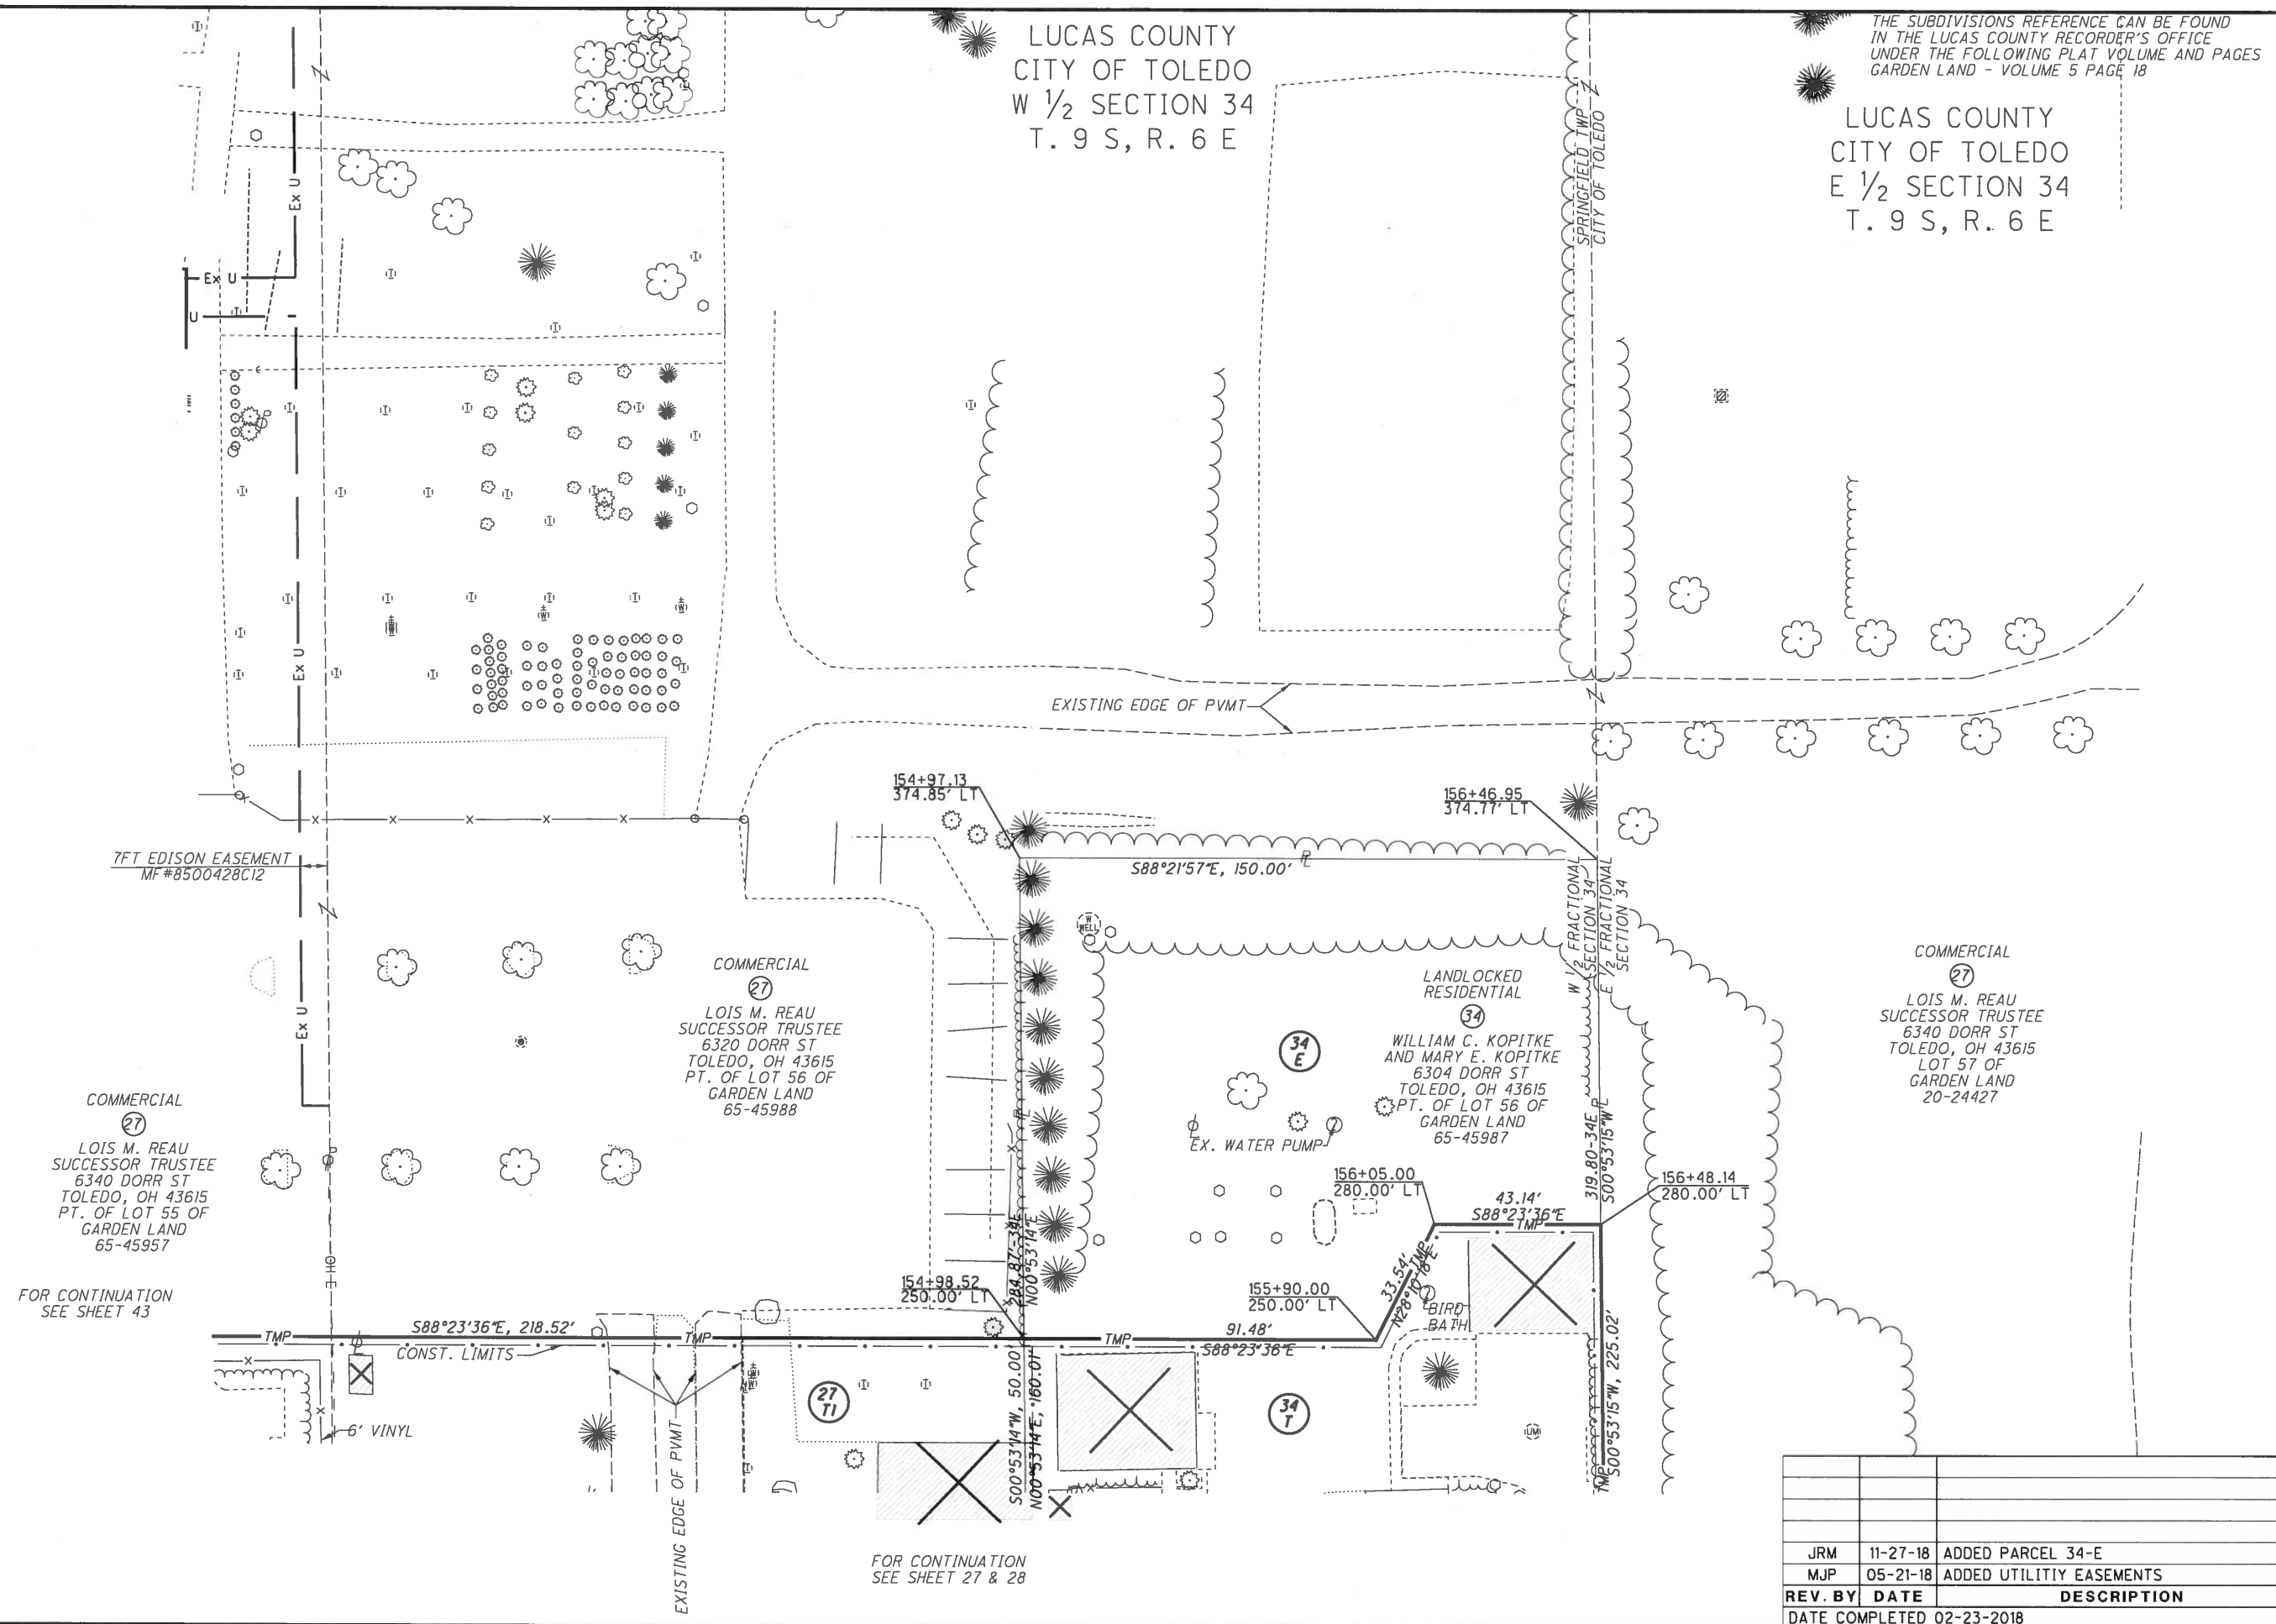 LUCAS COUNTY
CITY OF TOLEDO
W 1/2 SECTION 34
T. 9 S, R. 6 E
THE SUBDIVISIONS REFERENCE CAN BE FOUND
IN THE LUCAS COUNTY RECORDER'S OFFICE
UNDER THE FOLLOWING PLAT VOLUME AND PAGES
GARDEN LAND - VOLUME 5 PAGE 18
LUCAS COUNTY
CITY OF TOLEDO
E 1/2 SECTION 34
T. 9 S, R. 6 E
SPRINGFIELD TWP
CITY OF TOLEDO
Ex U
Ex U
U
Ex U
EXISTING EDGE OF PVMT
154+97.13
374.85' LT
156+46.95
374.77' LT
7FT EDISON EASEMENT
MF#8500428C12
S88°21'57"E, 150.00'
W 1/2 FRACTIONAL
SECTION 34
E 1/2 FRACTIONAL
SECTION 34
W
WELL
Ex U
COMMERCIAL
27
LOIS M. REAU
SUCCESSOR TRUSTEE
6320 DORR ST
TOLEDO, OH 43615
PT. OF LOT 56 OF
GARDEN LAND
65-45988
LANDLOCKED
RESIDENTIAL
34
WILLIAM C. KOPITKE
AND MARY E. KOPITKE
6304 DORR ST
TOLEDO, OH 43615
PT. OF LOT 56 OF
GARDEN LAND
65-45987
34
E
COMMERCIAL
27
LOIS M. REAU
SUCCESSOR TRUSTEE
6340 DORR ST
TOLEDO, OH 43615
LOT 57 OF
GARDEN LAND
20-24427
COMMERCIAL
27
LOIS M. REAU
SUCCESSOR TRUSTEE
6340 DORR ST
TOLEDO, OH 43615
PT. OF LOT 55 OF
GARDEN LAND
65-45957
EX. WATER PUMP
319.80-34E
S00°53'15"W
156+05.00
280.00' LT
43.14'
S88°23'36"E
TMP
156+48.14
280.00' LT
284.87'-34E
N00°53'14"E
OHE
FOR CONTINUATION
SEE SHEET 43
154+98.52
250.00' LT
155+90.00
250.00' LT
33.54'
TMP
N28°10'18"E
BIRD
BATH
TMP
S88°23'36"E, 218.52'
TMP
CONST. LIMITS
TMP
91.48'
S88°23'36"E
27
T1
34
T
UM
6' VINYL
EXISTING EDGE OF PVMT
S00°53'14"W, 50.00'
N00°53'14"E, 160.01'
TMP
S00°53'15"W, 225.02'
FOR CONTINUATION
SEE SHEET 27 & 28
JRM 11-27-18 ADDED PARCEL 34-E
MJP 05-21-18 ADDED UTILITIY EASEMENTS
REV. BY DATE DESCRIPTION
DATE COMPLETED 02-23-2018